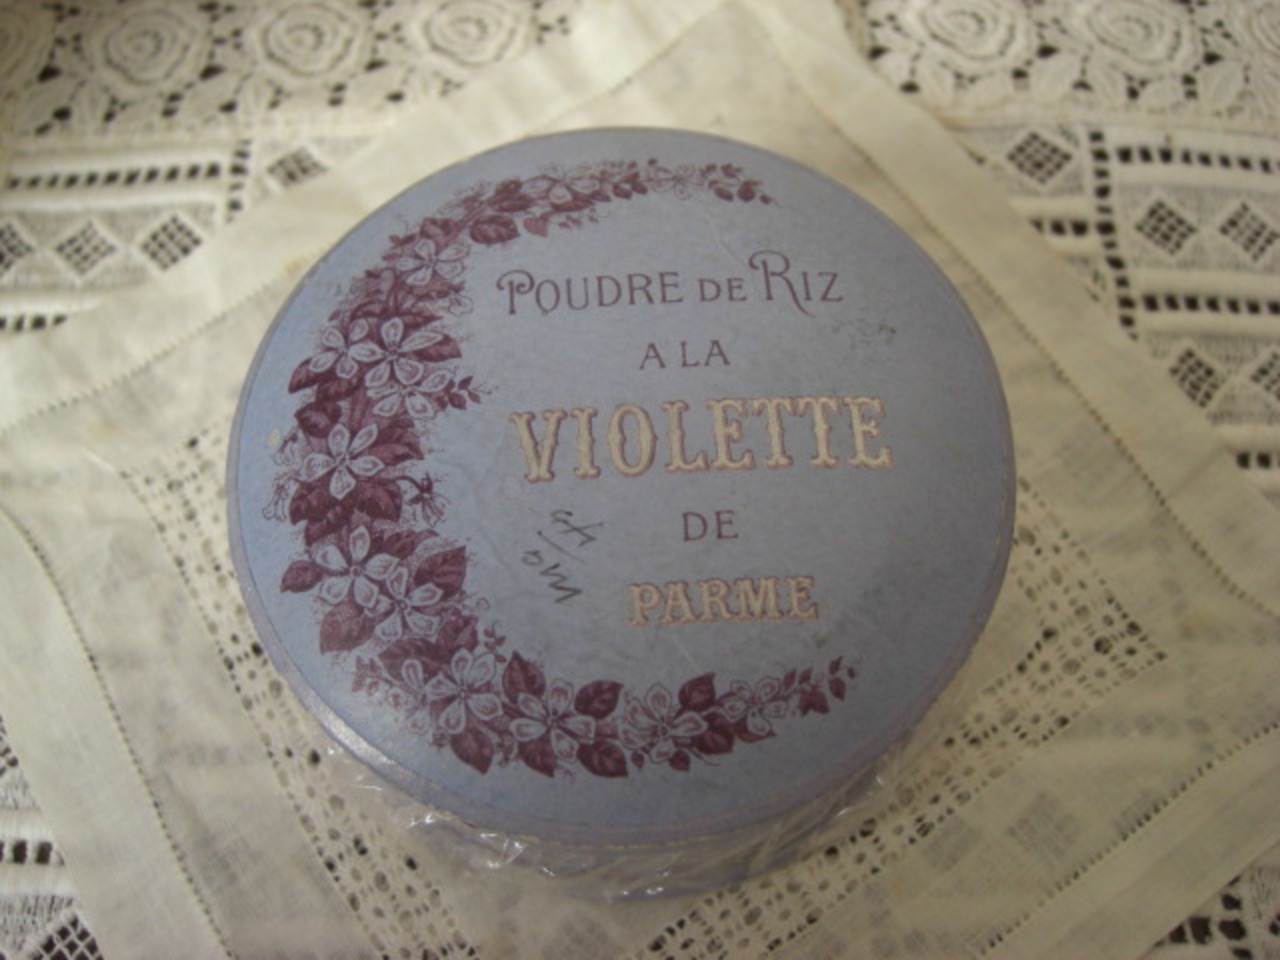 POUDRE DE RIZ
A LA
VIOLETTE
DE
PARME